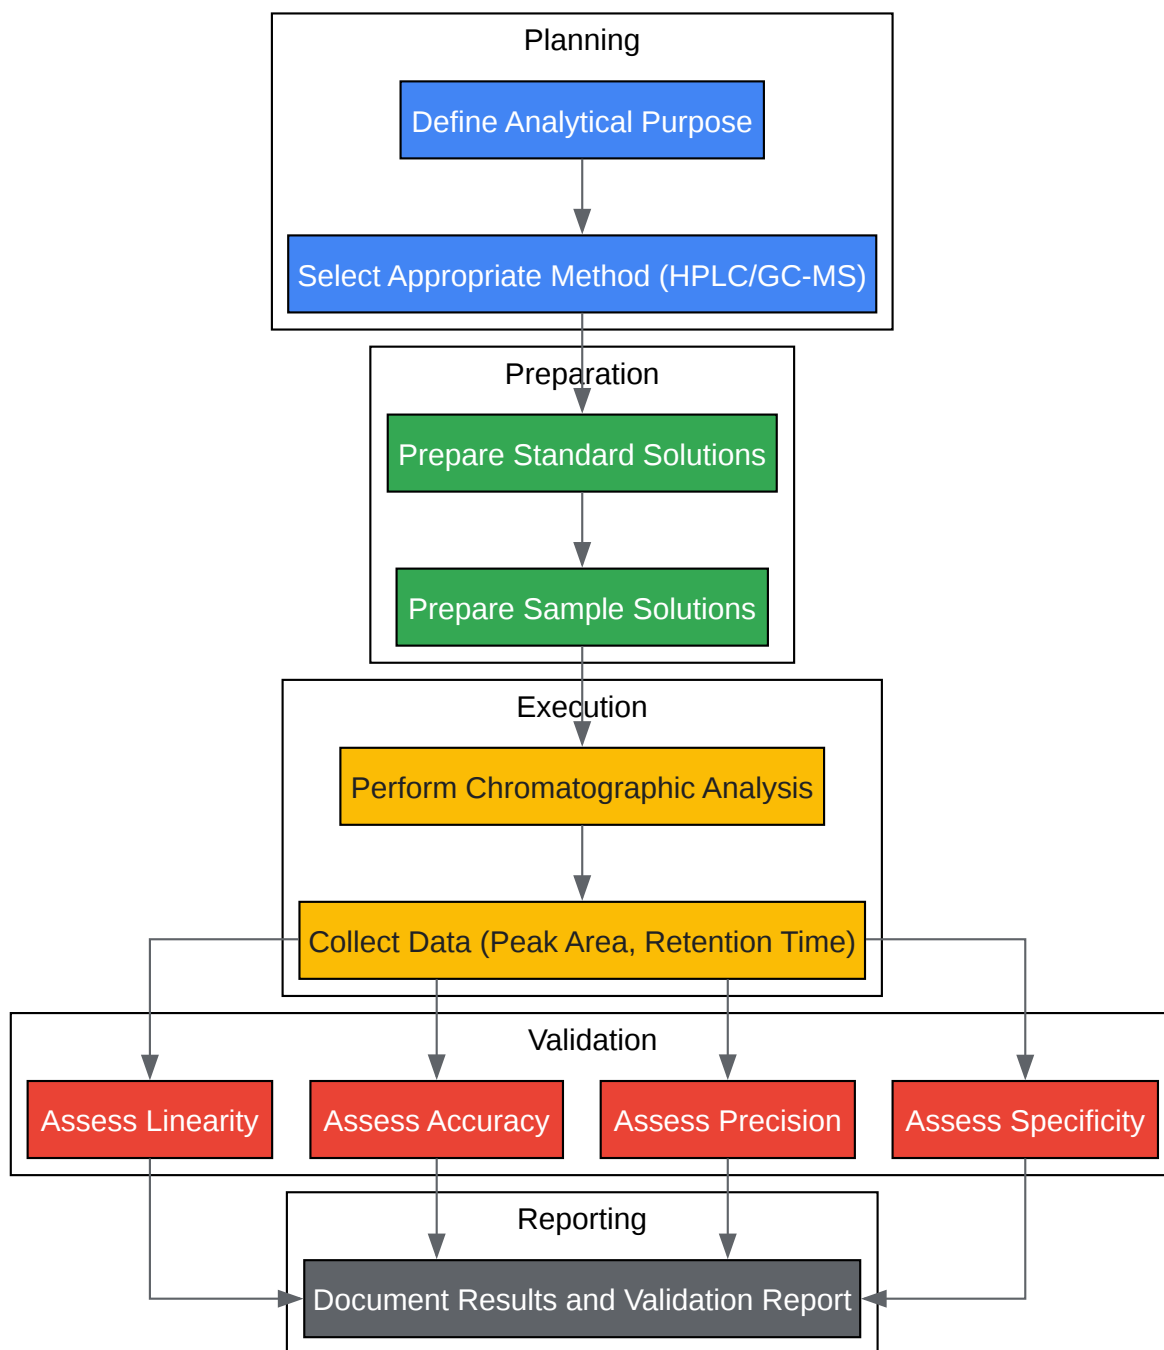 Planning
Define Analytical Purpose
Select Appropriate Method (HPLC/GC-MS)
Preparation
Prepare Standard Solutions
Prepare Sample Solutions
Execution
Perform Chromatographic Analysis
Collect Data (Peak Area, Retention Time)
Validation
Assess Linearity
Assess Accuracy
Assess Precision
Assess Specificity
Reporting
Document Results and Validation Report